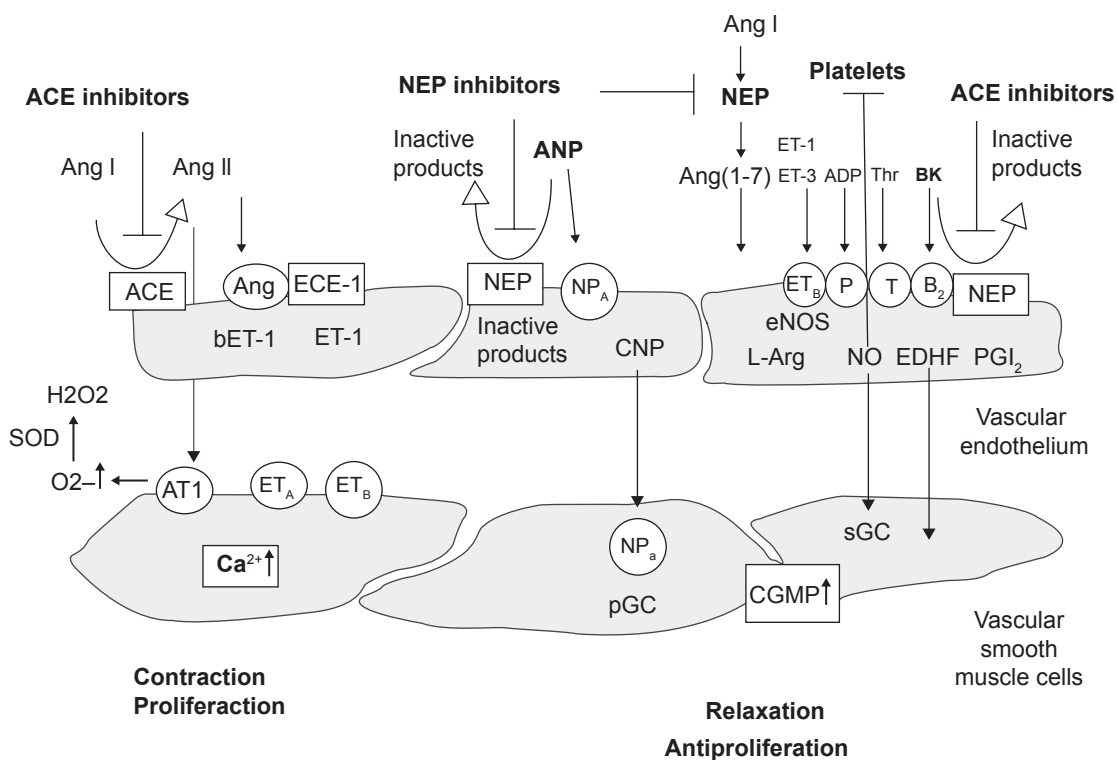 Ang I
ACE inhibitors
NEP inhibitors
NEP
Platelets
ACE inhibitors
Ang I
Ang II
Inactive
products
ANP
Ang(1-7)
ET-1
ET-3
ADP
Thr
BK
Inactive
products
ACE
Ang
ECE-1
NEP
NPA
ETB
P
T
B2
NEP
bET-1
ET-1
Inactive
products
CNP
eNOS
L-Arg
NO
EDHF
PGI2
H2O2
SOD
O2–
Vascular
endothelium
AT1
ETA
ETB
Ca2+
NPa
pGC
sGC
CGMP
Vascular
smooth
muscle cells
Contraction
Proliferaction
Relaxation
Antiproliferation